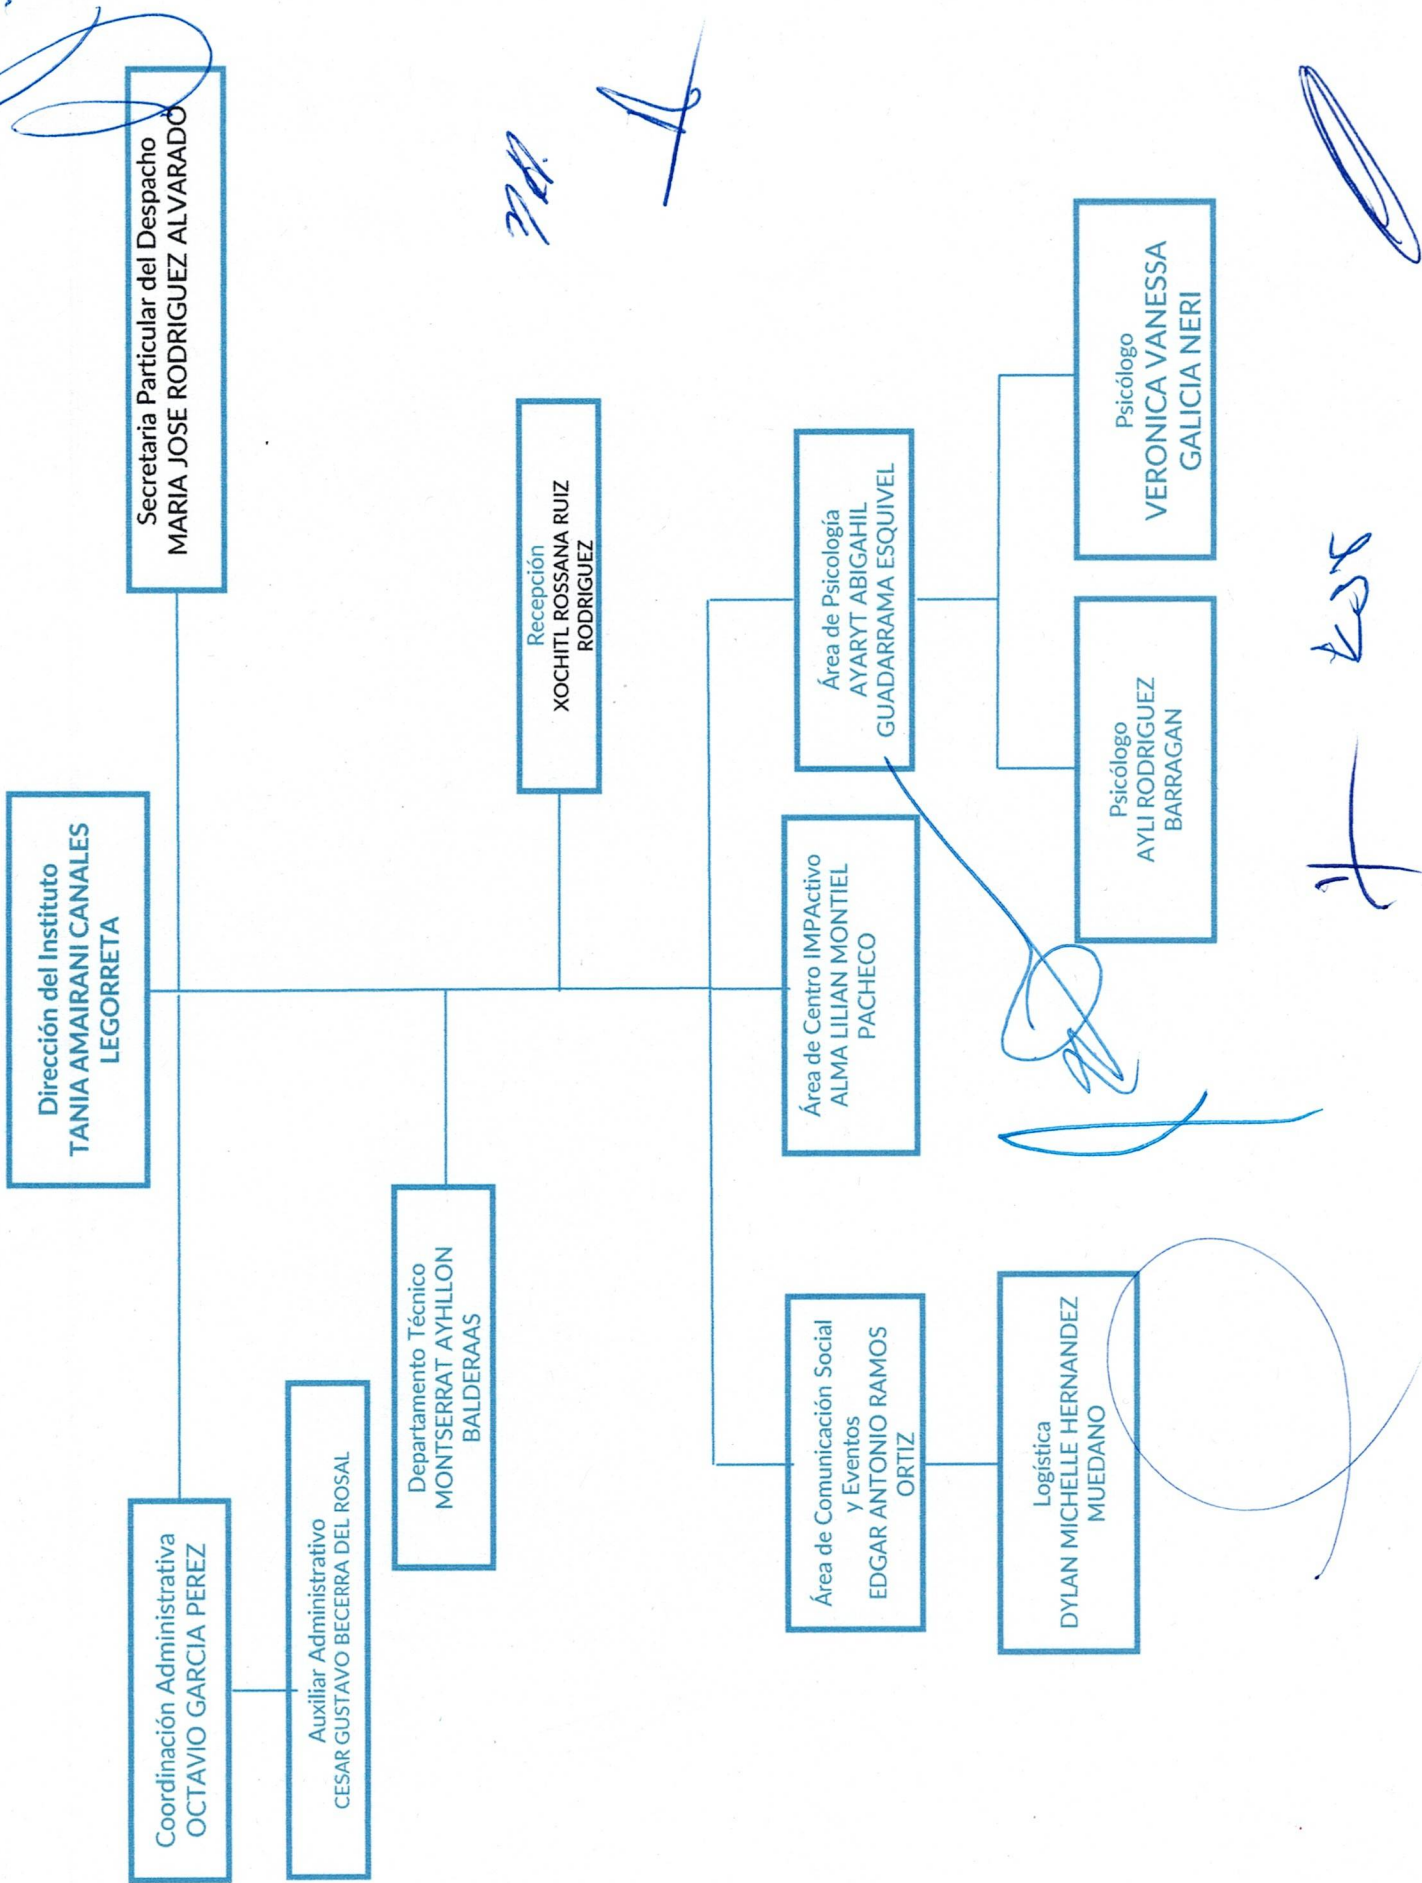 Dirección del Instituto
TANIA AMAIRANI CANALES
LEGORRETA
Coordinación Administrativa
OCTAVIO GARCIA PEREZ
Secretaria Particular del Despacho
MARIA JOSE RODRIGUEZ ALVARADO
Auxiliar Administrativo
CESAR GUSTAVO BECERRA DEL ROSAL
Departamento Técnico
MONTSERRAT AYHLLON
BALDERAAS
Recepción
XOCHITL ROSSANA RUIZ
RODRIGUEZ
Área de Comunicación Social
y Eventos
EDGAR ANTONIO RAMOS
ORTIZ
Área de Centro IMPActivo
ALMA LILIAN MONTIEL
PACHECO
Área de Psicología
AYARYT ABIGAHIL
GUADARRAMA ESQUIVEL
Logística
DYLAN MICHELLE HERNANDEZ
MUEDANO
Psicólogo
AYLI RODRIGUEZ
BARRAGAN
Psicólogo
VERONICA VANESSA
GALICIA NERI